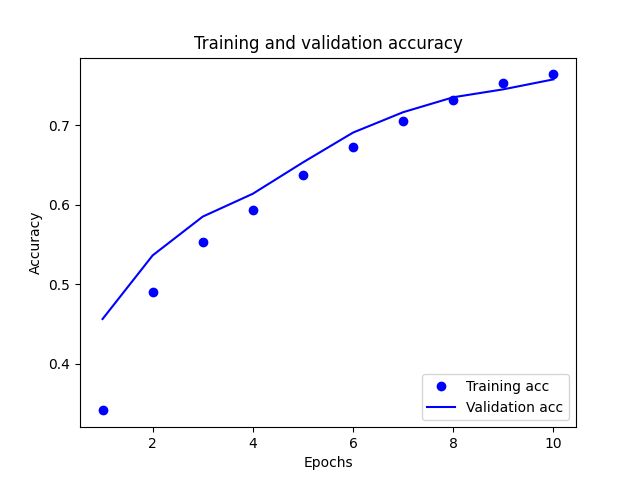 Training and validation accuracy
0.7
0.6
0.5
0.4
Accuracy
Training acc
Validation acc
2
4
6
8
10
Epochs